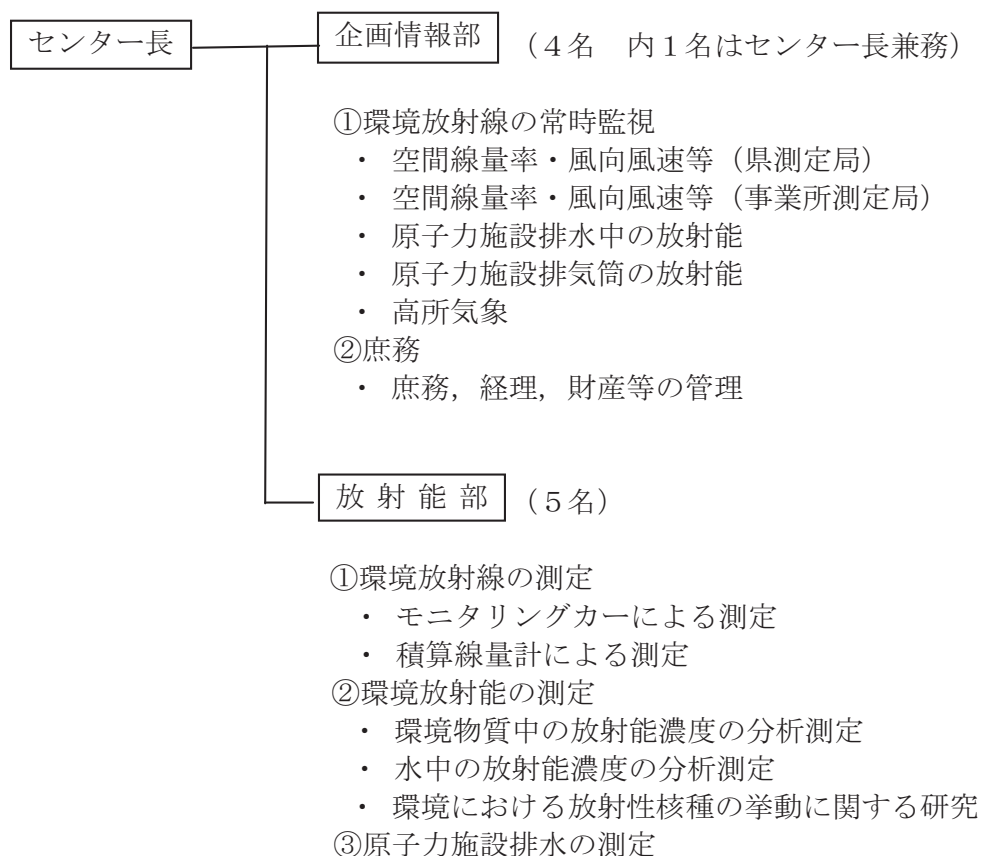 センター長
企画情報部 (4名 内1名はセンター長兼務)
①環境放射線の常時監視
・ 空間線量率・風向風速等(県測定局)
・ 空間線量率・風向風速等(事業所測定局)
・ 原子力施設排水中の放射能
・ 原子力施設排気筒の放射能
・ 高所気象
②庶務
・ 庶務，経理，財産等の管理
放 射 能 部 (5名)
①環境放射線の測定
・ モニタリングカーによる測定
・ 積算線量計による測定
②環境放射能の測定
・ 環境物質中の放射能濃度の分析測定
・ 水中の放射能濃度の分析測定
・ 環境における放射性核種の挙動に関する研究
③原子力施設排水の測定